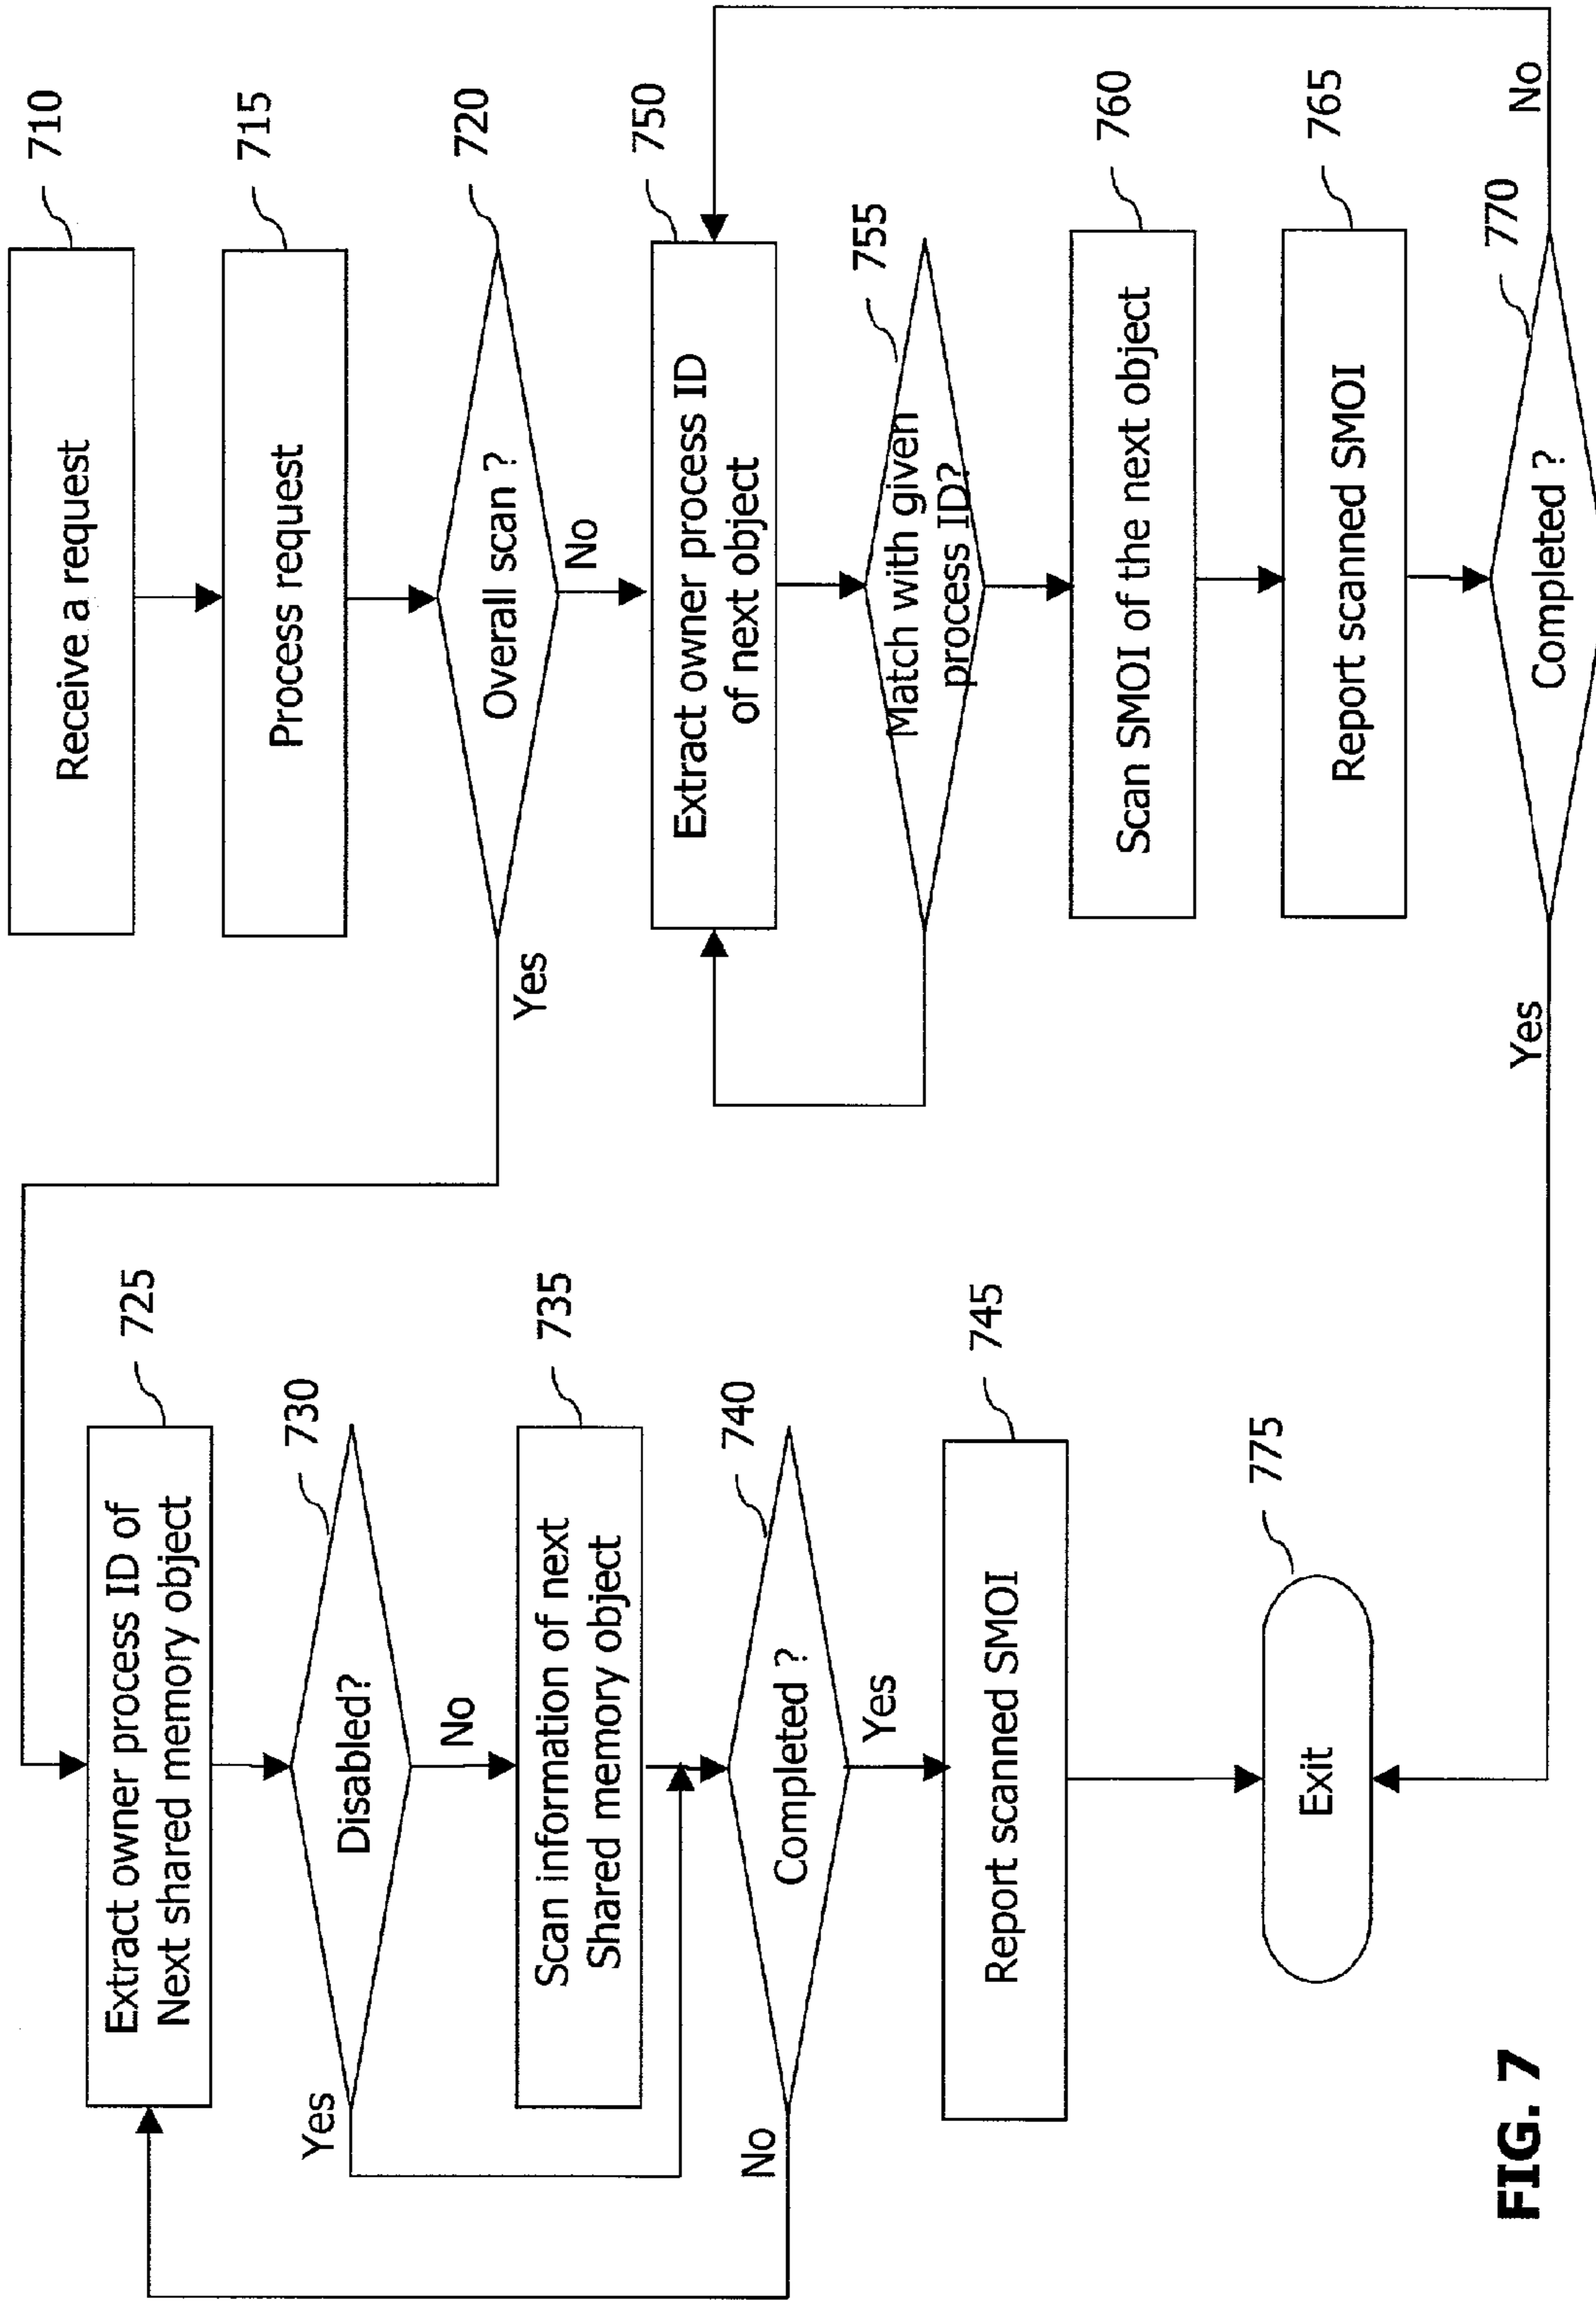 Receive a request
710
Process request
715
Overall scan ?
720
Yes
No
Extract owner process ID of
Next shared memory object
725
Disabled?
730
Yes
No
Scan information of next
Shared memory object
735
Completed ?
740
No
Yes
Report scanned SMOI
745
Exit
775
Extract owner process ID
of next object
750
Match with given
process ID?
755
Scan SMOI of the next object
760
Report scanned SMOI
765
Completed ?
770
Yes
No
FIG. 7